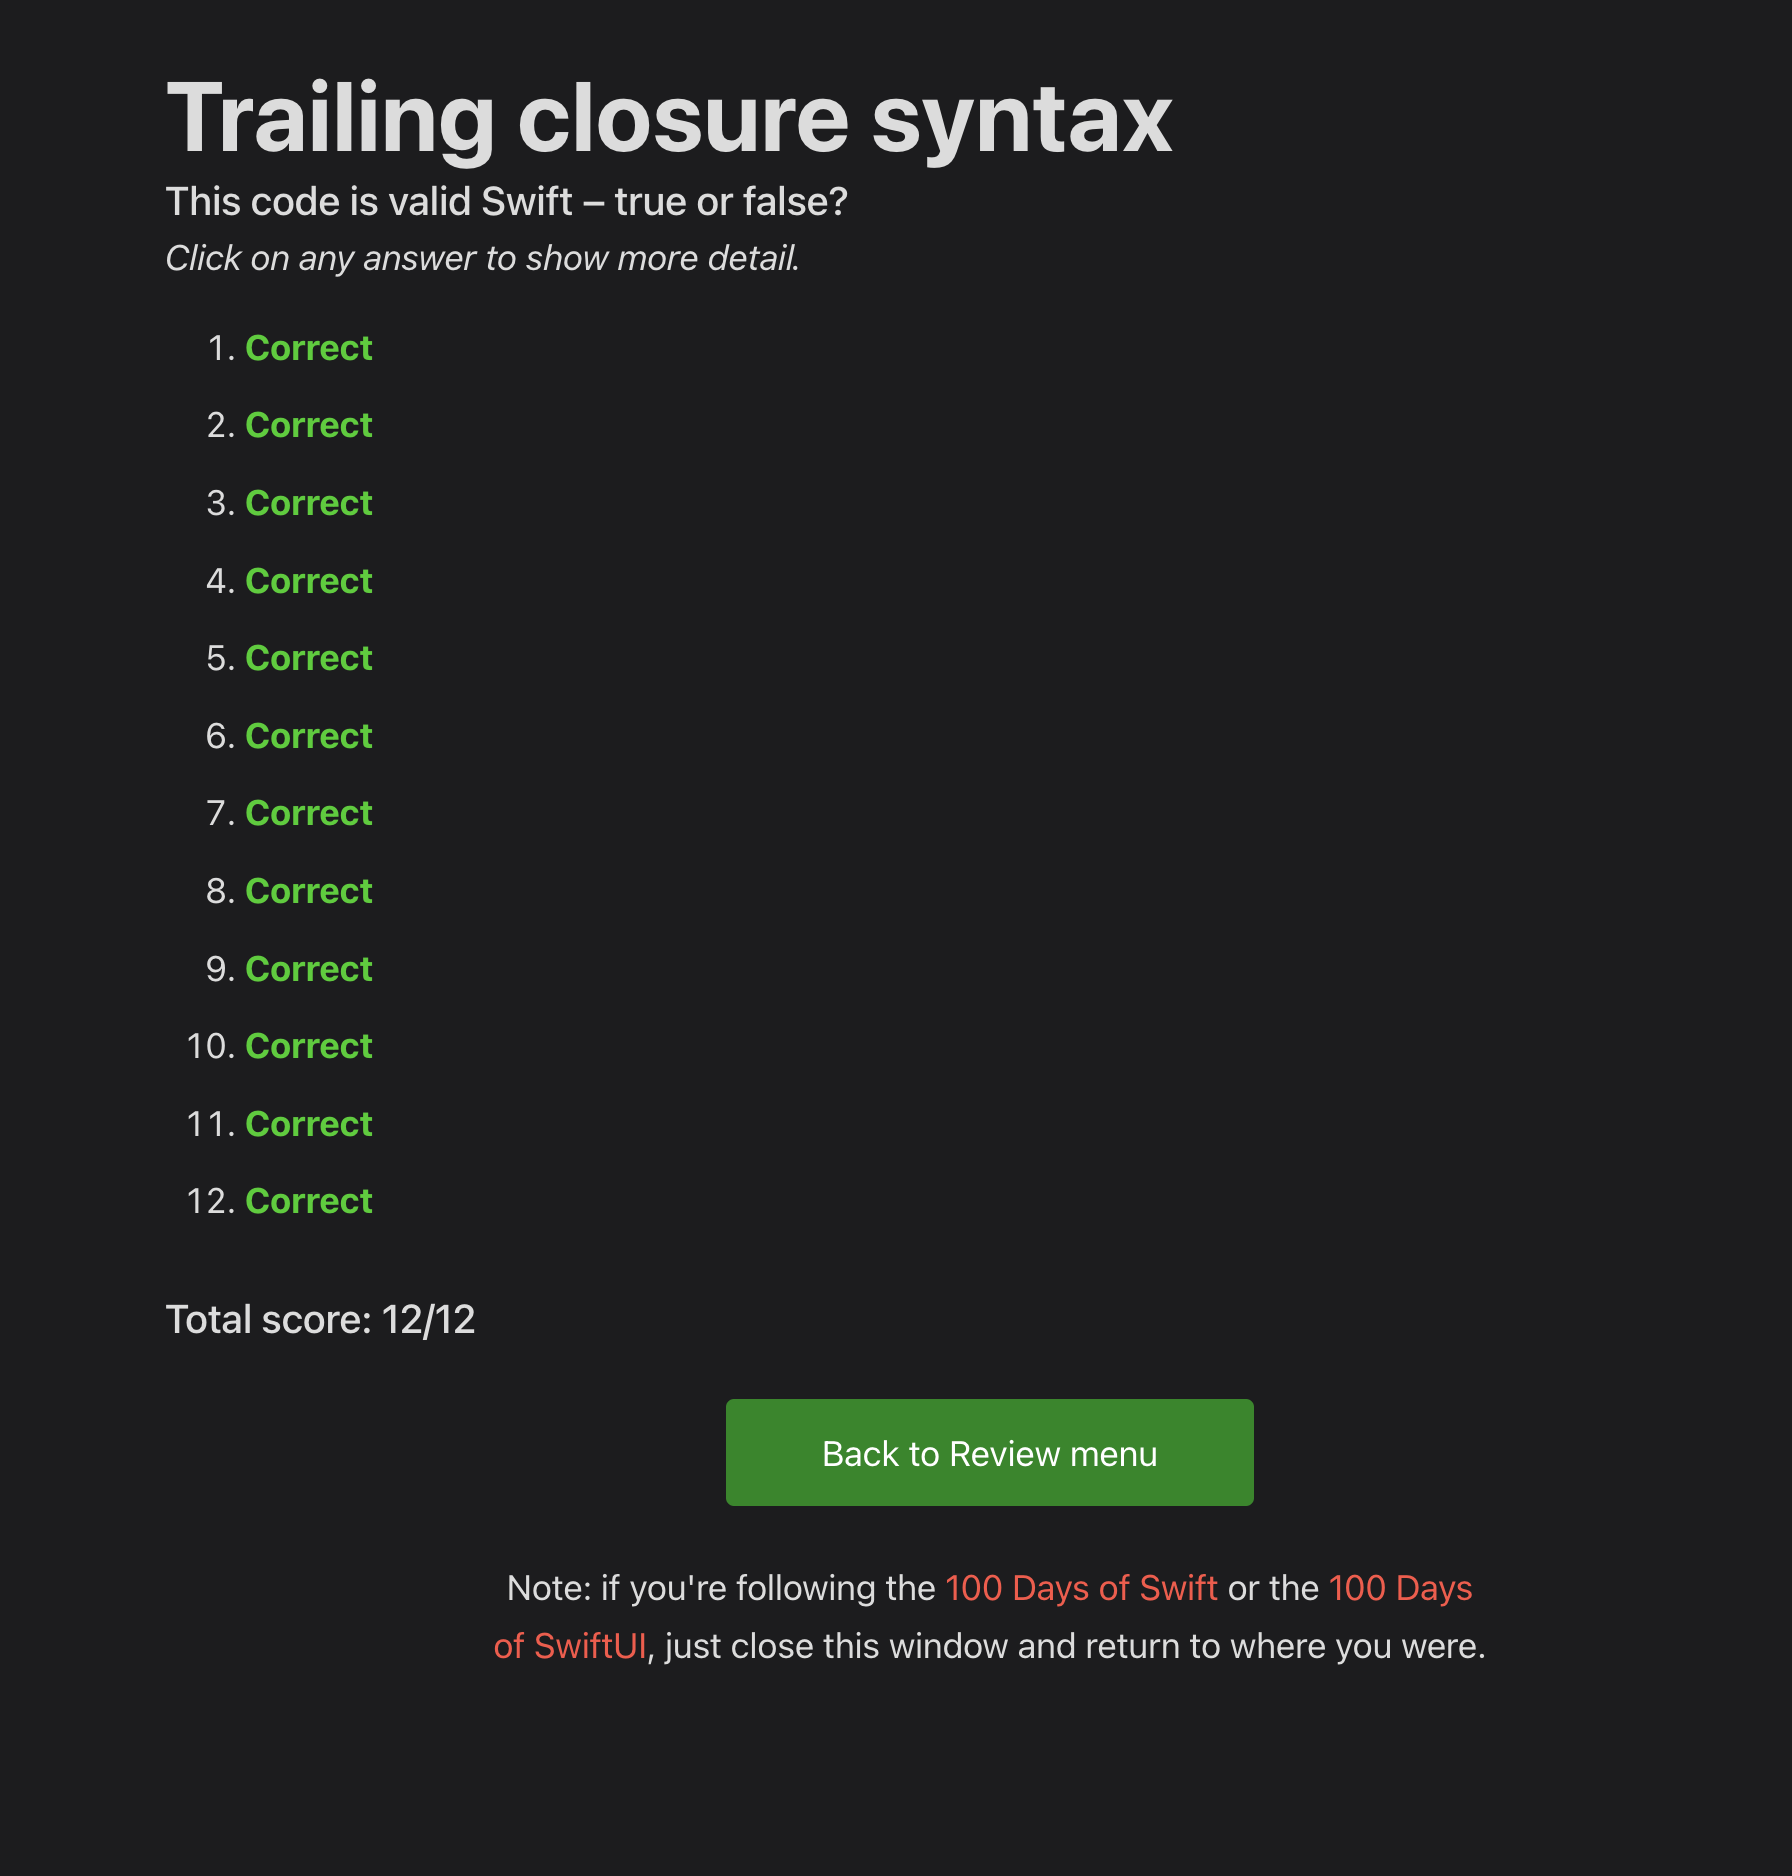 Trailing closure syntax
This code is valid Swift – true or false?
Click on any answer to show more detail.
1. Correct
2. Correct
3. Correct
4. Correct
5. Correct
6. Correct
7. Correct
8. Correct
9. Correct
10. Correct
11. Correct
12. Correct
Total score: 12/12
Back to Review menu
Note: if you're following the 100 Days of Swift or the 100 Days
of SwiftUI, just close this window and return to where you were.